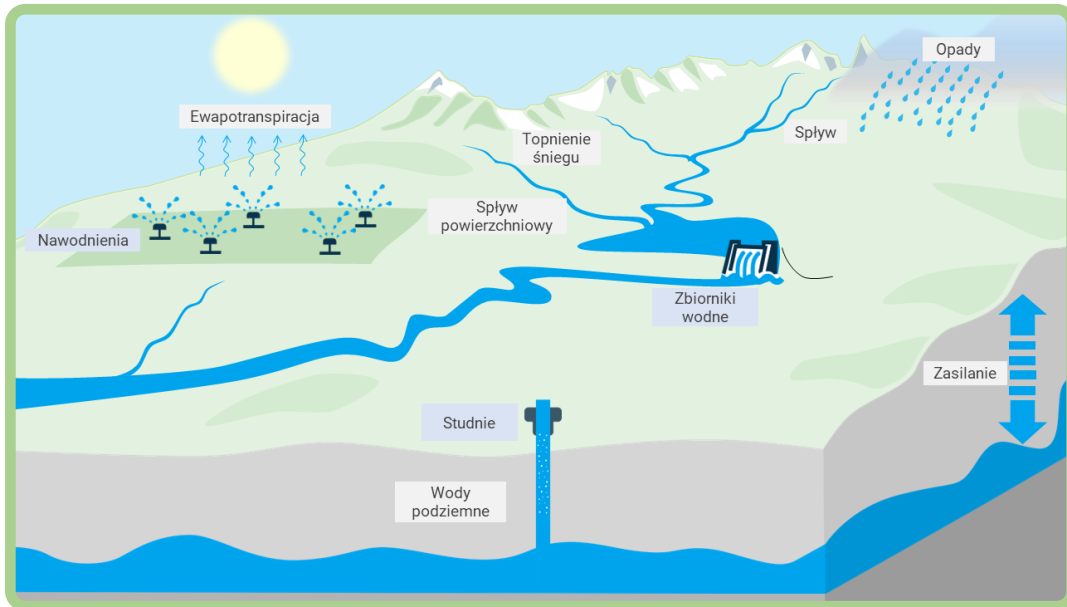 Opady
Ewapotranspiracja
Topnienie
śniegu
Spływ
Spływ
powierzchniowy
Nawodnienia
Zbiorniki
wodne
Zasilanie
Studnie
Wody
podziemne